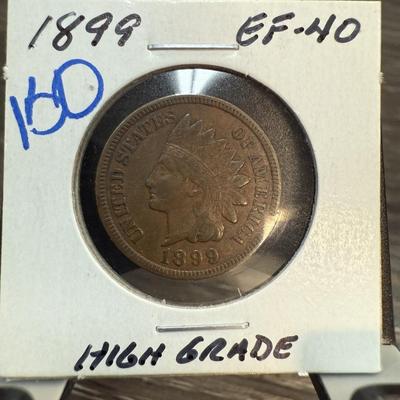 1899 EF-40
150
UNITED STATES OF AMERICA
1899
HIGH GRADE